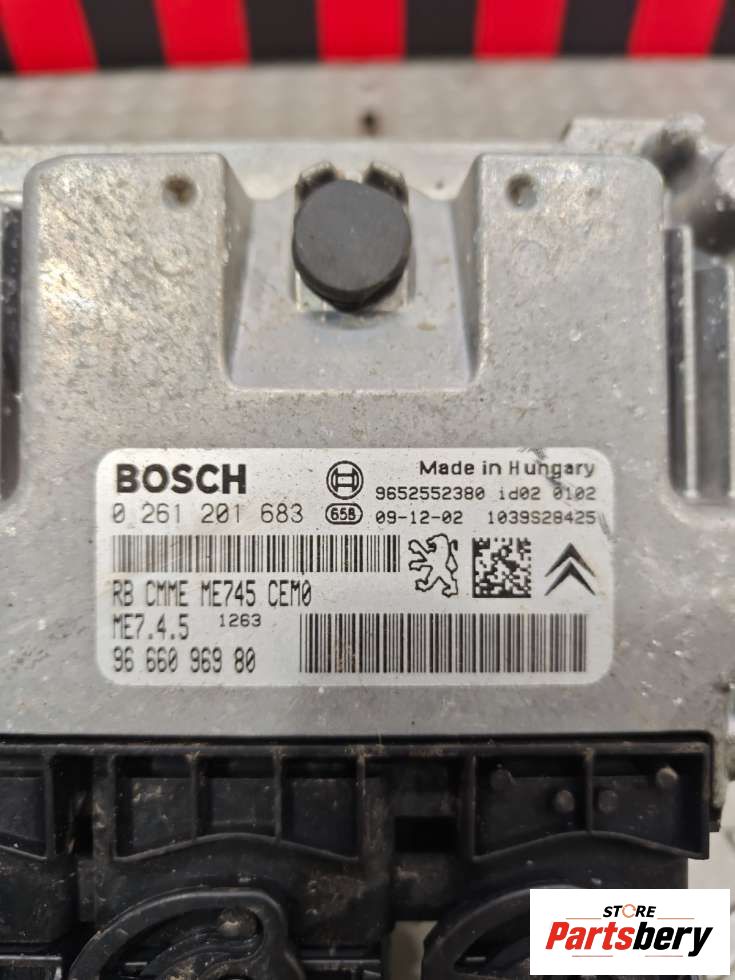 BOSCH
Made in Hungary
9652552380 id02 0102
0 261 201 683 65B 09-12-02 1039S28425
RB CMME ME745 CEM0
ME7.4.5 1263
96 660 969 80
STORE
Partsbery